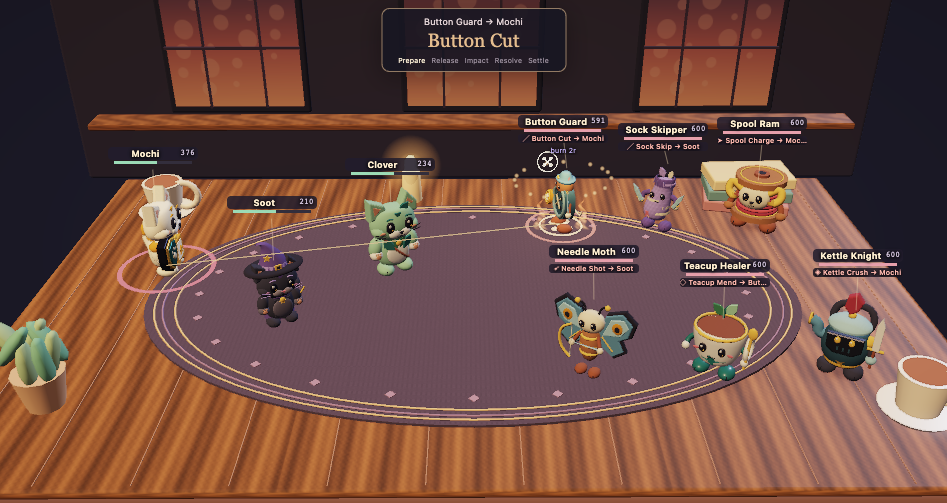 Button Guard → Mochi
Button Cut
Prepare Release Impact Resolve Settle
Button Guard 591
Button Cut → Mochi
burn 2r
Sock Skipper 600
Sock Skip → Soot
Spool Ram 600
Spool Charge → Moc...
Mochi 376
Clover 234
Soot 210
Needle Moth 600
Needle Shot → Soot
Teacup Healer 600
Teacup Mend → But...
Kettle Knight 600
Kettle Crush → Mochi